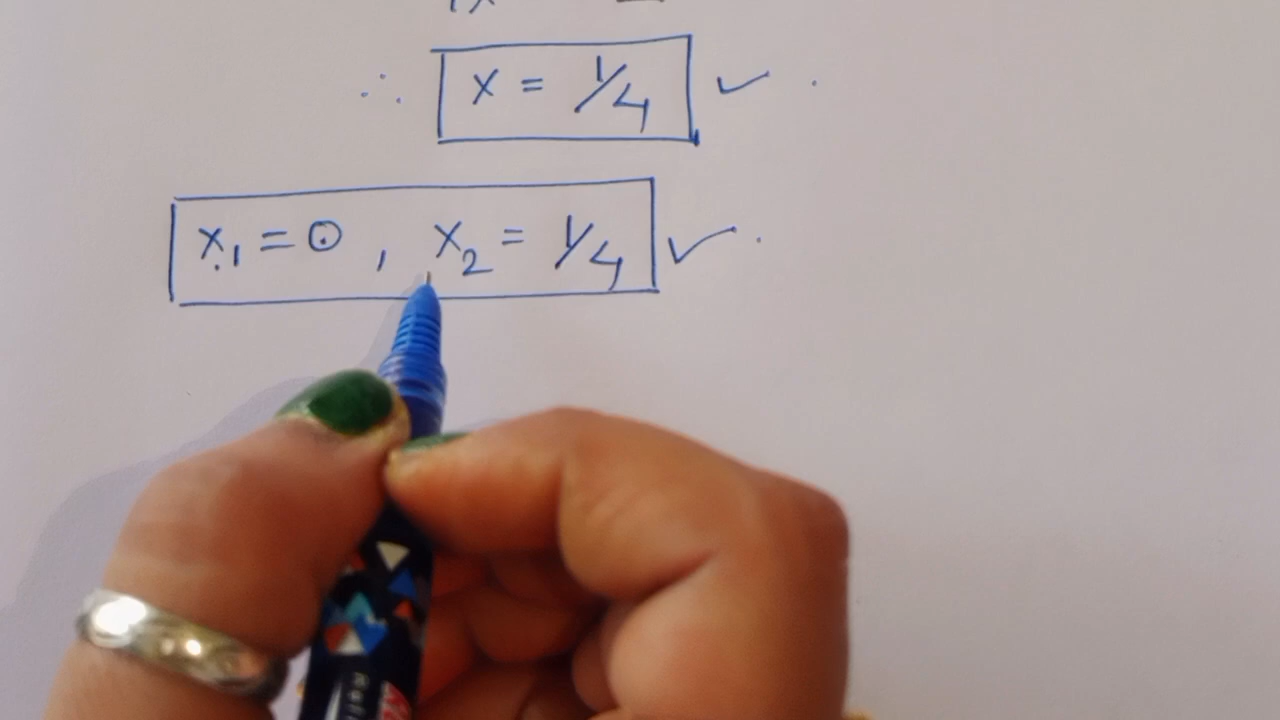 ∴ x = 1/4 ✓ .
x₁ = 0 , x₂ = 1/4 ✓ .